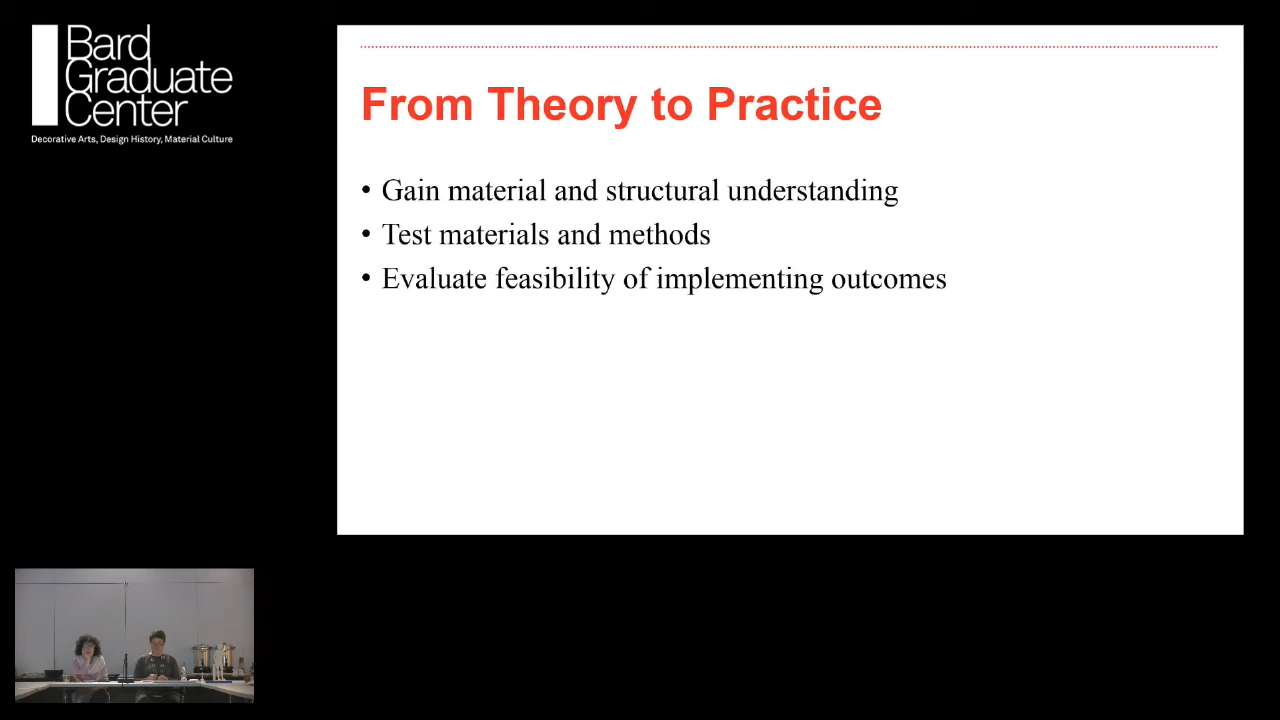 Bard
Graduate
Center
Decorative Arts, Design History, Material Culture
From Theory to Practice
• Gain material and structural understanding
• Test materials and methods
• Evaluate feasibility of implementing outcomes